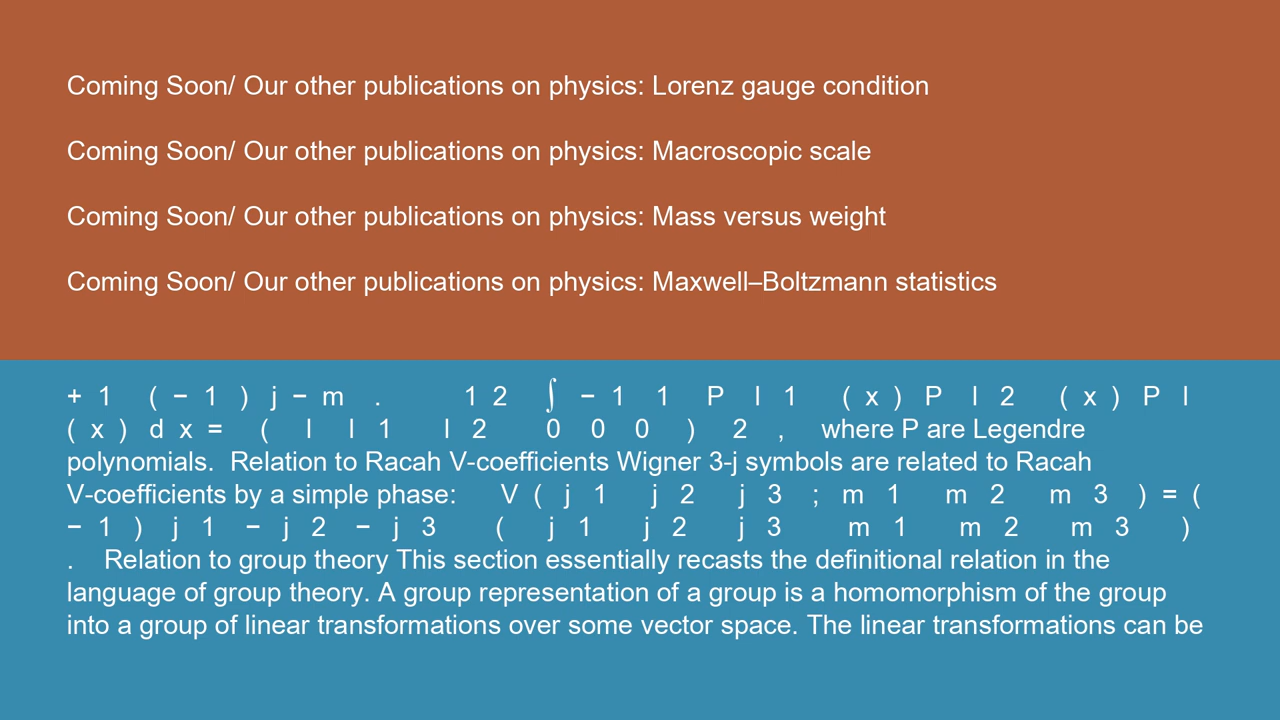 Coming Soon/ Our other publications on physics: Lorenz gauge condition
Coming Soon/ Our other publications on physics: Macroscopic scale
Coming Soon/ Our other publications on physics: Mass versus weight
Coming Soon/ Our other publications on physics: Maxwell–Boltzmann statistics
+ 1 ( − 1 ) j − m . 1 2 ∫ − 1 1 P l 1 ( x ) P l 2 ( x ) P l
( x ) d x = ( l l 1 l 2 0 0 0 ) 2 , where P are Legendre
polynomials. Relation to Racah V-coefficients Wigner 3-j symbols are related to Racah
V-coefficients by a simple phase: V ( j 1 j 2 j 3 ; m 1 m 2 m 3 ) = (
− 1 ) j 1 − j 2 − j 3 ( j 1 j 2 j 3 m 1 m 2 m 3 )
. Relation to group theory This section essentially recasts the definitional relation in the
language of group theory. A group representation of a group is a homomorphism of the group
into a group of linear transformations over some vector space. The linear transformations can be